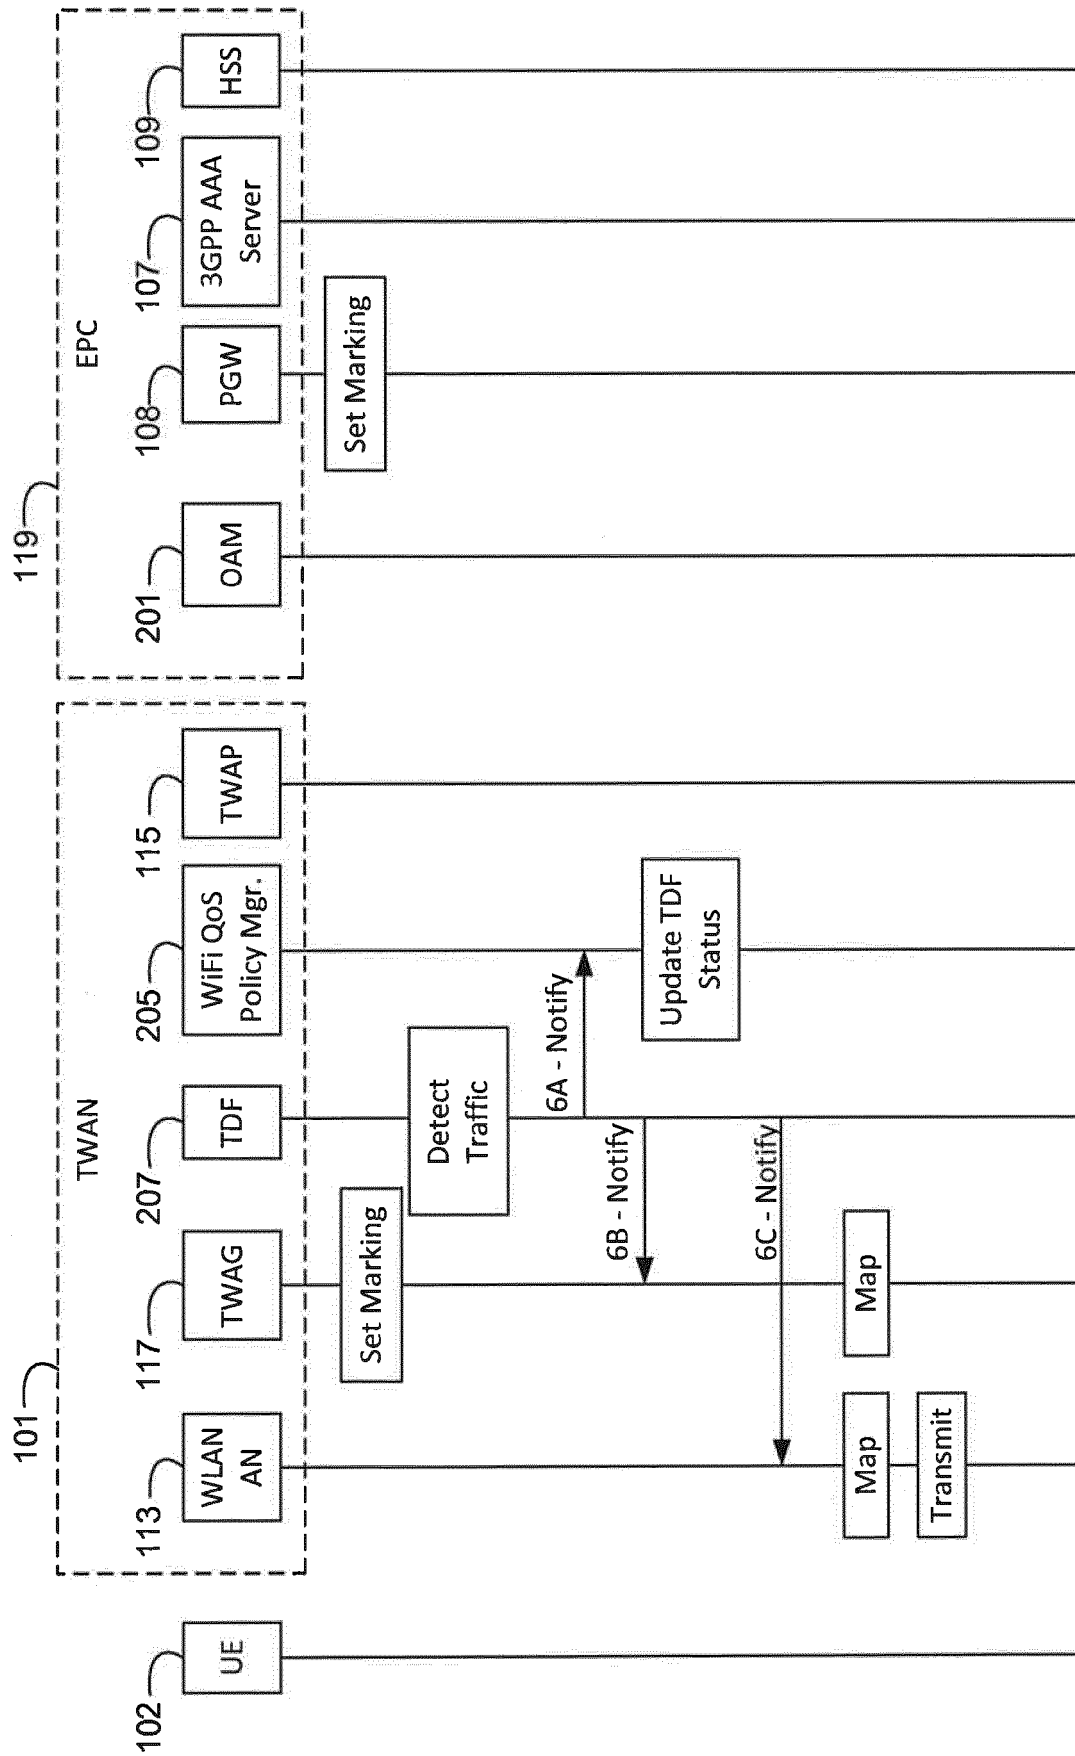 101
119
TWAN
EPC
102
113
117
207
205
115
201
108
107
109
UE
WLAN
AN
TWAG
TDF
WiFi QoS
Policy Mgr.
TWAP
OAM
PGW
3GPP AAA
Server
HSS
Set Marking
Set Marking
Detect
Traffic
6A - Notify
6B - Notify
Update TDF
Status
6C - Notify
Map
Map
Transmit